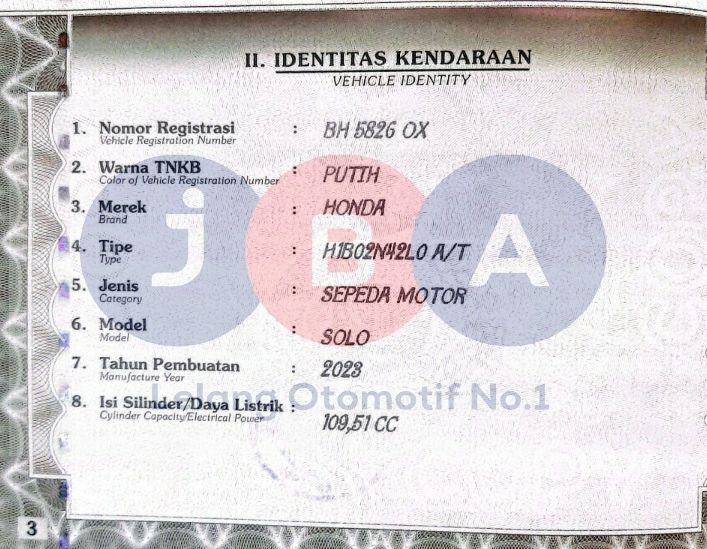 II. IDENTITAS KENDARAAN
VEHICLE IDENTITY
1. Nomor Registrasi : BH 5826 OX
Vehicle Registration Number
2. Warna TNKB : PUTIH
Color of Vehicle Registration Number
3. Merek : HONDA
Brand
4. Tipe : H1B02N42L0 A/T
Type
5. Jenis : SEPEDA MOTOR
Category
6. Model : SOLO
Model
7. Tahun Pembuatan : 2023
Manufacture Year
8. Isi Silinder/Daya Listrik : 109,51 CC
Cylinder Capacity/Electrical Power
jBA
Lelang Otomotif No.1
3